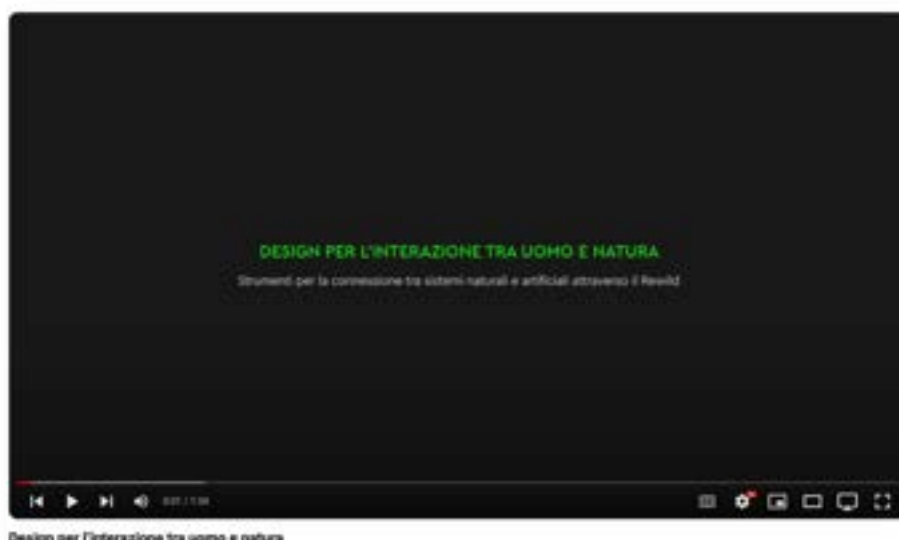 DESIGN PER L'INTERAZIONE TRA UOMO E NATURA
Strumenti per la connessione tra sistemi naturali e artificiali attraverso il Rewild
Design per l'interazione tra uomo e natura